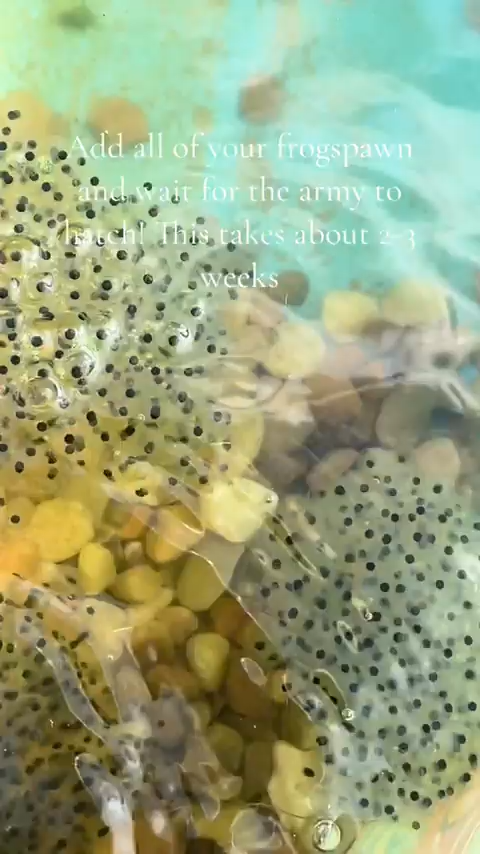 Add all of your frogspawn
and wait for the army to
hatch! This takes about 2-3
weeks